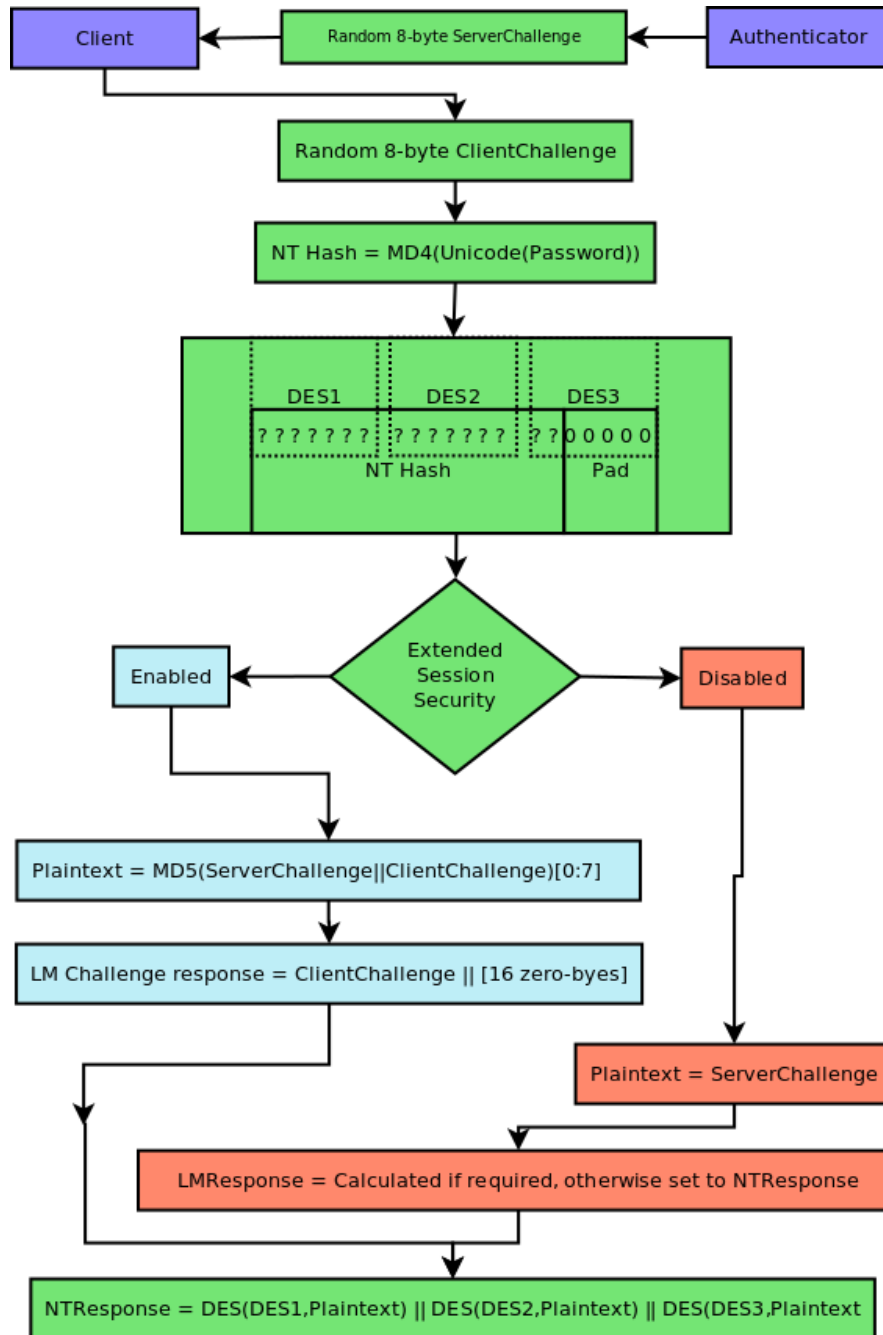 Client
Random 8-byte ServerChallenge
Authenticator
Random 8-byte ClientChallenge
NT Hash = MD4(Unicode(Password))
DES1
DES2
DES3
? ? ? ? ? ? ?
? ? ? ? ? ? ?
? ? 0 0 0 0 0
NT Hash
Pad
Extended
Session
Security
Enabled
Disabled
Plaintext = MD5(ServerChallenge||ClientChallenge)[0:7]
LM Challenge response = ClientChallenge || [16 zero-byes]
Plaintext = ServerChallenge
LMResponse = Calculated if required, otherwise set to NTResponse
NTResponse = DES(DES1,Plaintext) || DES(DES2,Plaintext) || DES(DES3,Plaintext